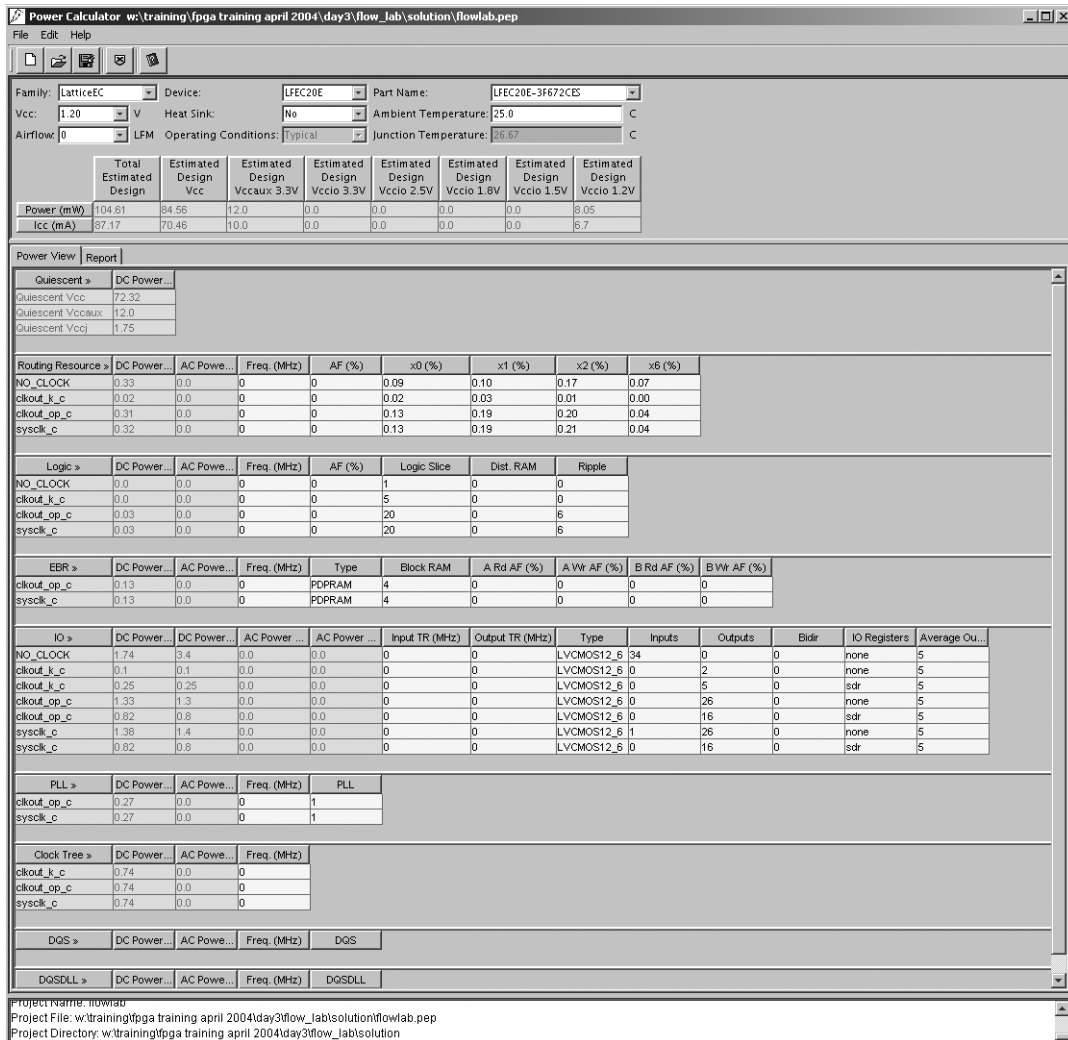 Power Calculator w:\training\fpga training april 2004\day3\flow_lab\solution\flowlab.pep
File Edit Help
Family: LatticeEC Device: LFEC20E Part Name: LFEC20E-3F672CES
Vcc: 1.20 V Heat Sink: No Ambient Temperature: 25.0 C
Airflow: 0 LFM Operating Conditions: Typical Junction Temperature: 26.67 C
Total Estimated Design Estimated Design Vcc Estimated Design Vccaux 3.3V Estimated Design Vccio 3.3V Estimated Design Vccio 2.5V Estimated Design Vccio 1.8V Estimated Design Vccio 1.5V Estimated Design Vccio 1.2V
Power (mW) 104.61 84.56 12.0 0.0 0.0 0.0 0.0 8.05
Icc (mA) 87.17 70.46 10.0 0.0 0.0 0.0 0.0 6.7
Power View Report
Quiescent » DC Power...
Quiescent Vcc 72.32
Quiescent Vccaux 12.0
Quiescent Vccj 1.75
Routing Resource » DC Power... AC Powe... Freq. (MHz) AF (%) x0 (%) x1 (%) x2 (%) x6 (%)
NO_CLOCK 0.33 0.0 0 0 0.09 0.10 0.17 0.07
clkout_k_c 0.02 0.0 0 0 0.02 0.03 0.01 0.00
clkout_op_c 0.31 0.0 0 0 0.13 0.19 0.20 0.04
sysclk_c 0.32 0.0 0 0 0.13 0.19 0.21 0.04
Logic » DC Power... AC Powe... Freq. (MHz) AF (%) Logic Slice Dist. RAM Ripple
NO_CLOCK 0.0 0.0 0 0 1 0 0
clkout_k_c 0.0 0.0 0 0 5 0 0
clkout_op_c 0.03 0.0 0 0 20 0 6
sysclk_c 0.03 0.0 0 0 20 0 6
EBR » DC Power... AC Powe... Freq. (MHz) Type Block RAM A Rd AF (%) A Wr AF (%) B Rd AF (%) B Wr AF (%)
clkout_op_c 0.13 0.0 0 PDPRAM 4 0 0 0 0
sysclk_c 0.13 0.0 0 PDPRAM 4 0 0 0 0
IO » DC Power... DC Power... AC Power ... AC Power ... Input TR (MHz) Output TR (MHz) Type Inputs Outputs Bidir IO Registers Average Ou...
NO_CLOCK 1.74 3.4 0.0 0.0 0 0 LVCMOS12_6 34 0 0 none 5
clkout_k_c 0.1 0.1 0.0 0.0 0 0 LVCMOS12_6 0 2 0 none 5
clkout_k_c 0.25 0.25 0.0 0.0 0 0 LVCMOS12_6 0 5 0 sdr 5
clkout_op_c 1.33 1.3 0.0 0.0 0 0 LVCMOS12_6 0 26 0 none 5
clkout_op_c 0.82 0.8 0.0 0.0 0 0 LVCMOS12_6 0 16 0 sdr 5
sysclk_c 1.38 1.4 0.0 0.0 0 0 LVCMOS12_6 1 26 0 none 5
sysclk_c 0.82 0.8 0.0 0.0 0 0 LVCMOS12_6 0 16 0 sdr 5
PLL » DC Power... AC Powe... Freq. (MHz) PLL
clkout_op_c 0.27 0.0 0 1
sysclk_c 0.27 0.0 0 1
Clock Tree » DC Power... AC Powe... Freq. (MHz)
clkout_k_c 0.74 0.0 0
clkout_op_c 0.74 0.0 0
sysclk_c 0.74 0.0 0
DQS » DC Power... AC Powe... Freq. (MHz) DQS
DQSDLL » DC Power... AC Powe... Freq. (MHz) DQSDLL
Project Name: flowlab
Project File: w:\training\fpga training april 2004\day3\flow_lab\solution\flowlab.pep
Project Directory: w:\training\fpga training april 2004\day3\flow_lab\solution